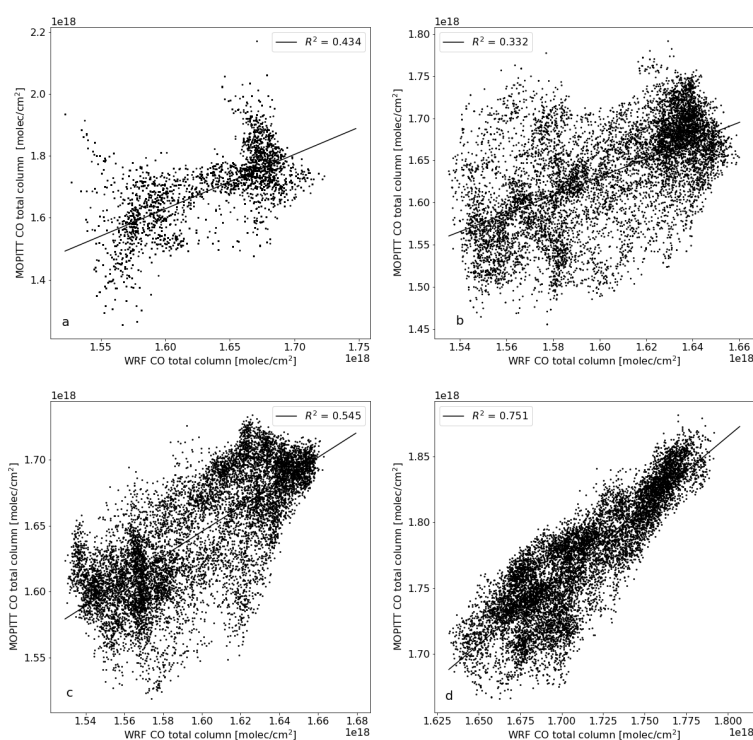 1e18
R² = 0.434
2.2
2.0
1.8
1.6
1.4
MOPITT CO total column [molec/cm²]
a
1.55 1.60 1.65 1.70 1.75
WRF CO total column [molec/cm²]
1e18
1e18
R² = 0.332
1.80
1.75
1.70
1.65
1.60
1.55
1.50
1.45
MOPITT CO total column [molec/cm²]
b
1.54 1.56 1.58 1.60 1.62 1.64 1.66
WRF CO total column [molec/cm²]
1e18
1e18
R² = 0.545
1.70
1.65
1.60
1.55
MOPITT CO total column [molec/cm²]
c
1.54 1.56 1.58 1.60 1.62 1.64 1.66 1.68
WRF CO total column [molec/cm²]
1e18
1e18
R² = 0.751
1.85
1.80
1.75
1.70
MOPITT CO total column [molec/cm²]
d
1.625 1.650 1.675 1.700 1.725 1.750 1.775 1.800
WRF CO total column [molec/cm²]
1e18